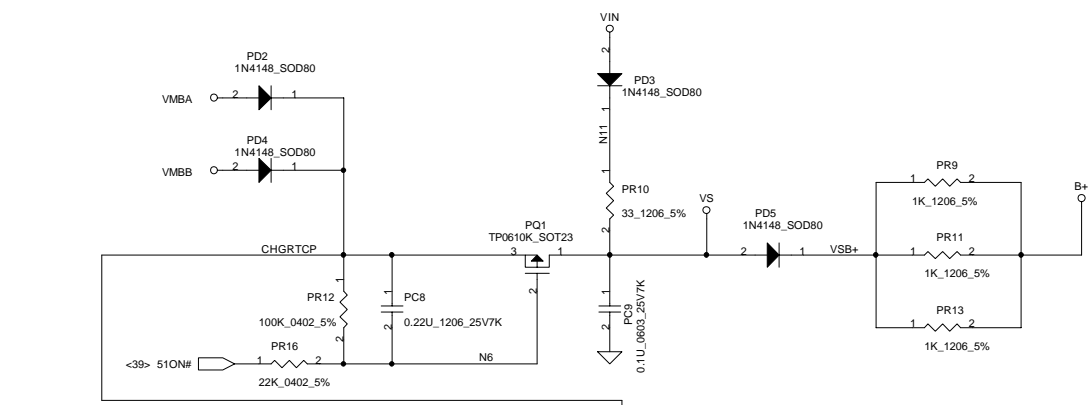 VIN
2
PD3
1N4148_SOD80
1
N11
PD2
1N4148_SOD80
VMBA
2
1
PD4
1N4148_SOD80
VMBB
2
1
1
PR10
33_1206_5%
2
VS
PD5
1N4148_SOD80
2
1
VSB+
PR9
1
2
1K_1206_5%
PR11
1
2
1K_1206_5%
PR13
1
2
1K_1206_5%
B+
CHGRTCP
PQ1
TP0610K_SOT23
3
1
2
1
PR12
100K_0402_5%
2
1
PC8
0.22U_1206_25V7K
2
1
PC9
0.1U_0603_25V7K
2
PR16
<39> 51ON#
1
2
22K_0402_5%
N6